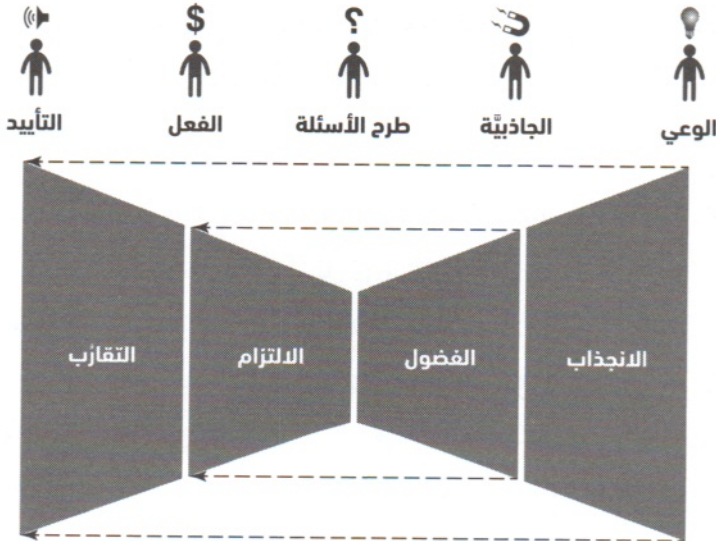 الوعي
الجاذبيَّة
طرح الأسئلة
الفعل
التأييد
الانجذاب
الفضول
الالتزام
التقارُب